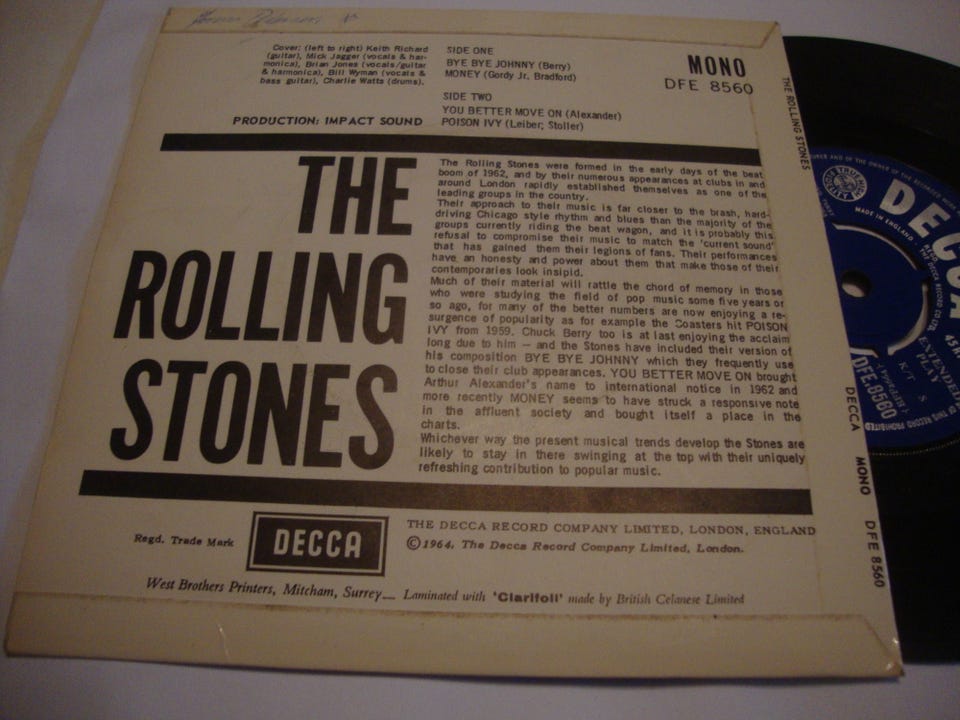 Cover: (left to right) Keith Richard
(guitar), Mick Jagger (vocals & har-
monica), Brian Jones (vocals/guitar
& harmonica), Bill Wyman (vocals &
bass guitar), Charlie Watts (drums).
PRODUCTION: IMPACT SOUND
SIDE ONE
BYE BYE JOHNNY (Berry)
MONEY (Gordy Jr. Bradford)
SIDE TWO
YOU BETTER MOVE ON (Alexander)
POISON IVY (Leiber; Stoller)
MONO
DFE 8560
THE
ROLLING
STONES
The Rolling Stones were formed in the early days of the beat
boom of 1962, and by their numerous appearances at clubs in and
around London rapidly established themselves as one of the
leading groups in the country.
Their approach to their music is far closer to the brash, hard-
driving Chicago style rhythm and blues than the majority of the
groups currently riding the beat wagon, and it is probably this
refusal to compromise their music to match the 'current sound'
that has gained them their legions of fans. Their performances
have an honesty and power about them that make those of their
contemporaries look insipid.
Much of their material will rattle the chord of memory in those
who were studying the field of pop music some five years or
so ago, for many of the better numbers are now enjoying a re-
surgence of popularity as for example the Coasters hit POISON
IVY from 1959. Chuck Berry too is at last enjoying the acclaim
long due to him — and the Stones have included their version of
his composition BYE BYE JOHNNY which they frequently use
to close their club appearances. YOU BETTER MOVE ON brought
Arthur Alexander's name to international notice in 1962 and
more recently MONEY seems to have struck a responsive note
in the affluent society and bought itself a place in the
charts.
Whichever way the present musical trends develop the Stones are
likely to stay in there swinging at the top with their uniquely
refreshing contribution to popular music.
Regd. Trade Mark
DECCA
THE DECCA RECORD COMPANY LIMITED, LONDON, ENGLAND
©1964, The Decca Record Company Limited, London.
West Brothers Printers, Mitcham, Surrey— Laminated with 'Clarifoil' made by British Celanese Limited
THE ROLLING STONES
DECCA
MONO
DFE 8560
DECCA
MADE IN ENGLAND
EXTENDED
PLAY
K/T
S
DFE 8560